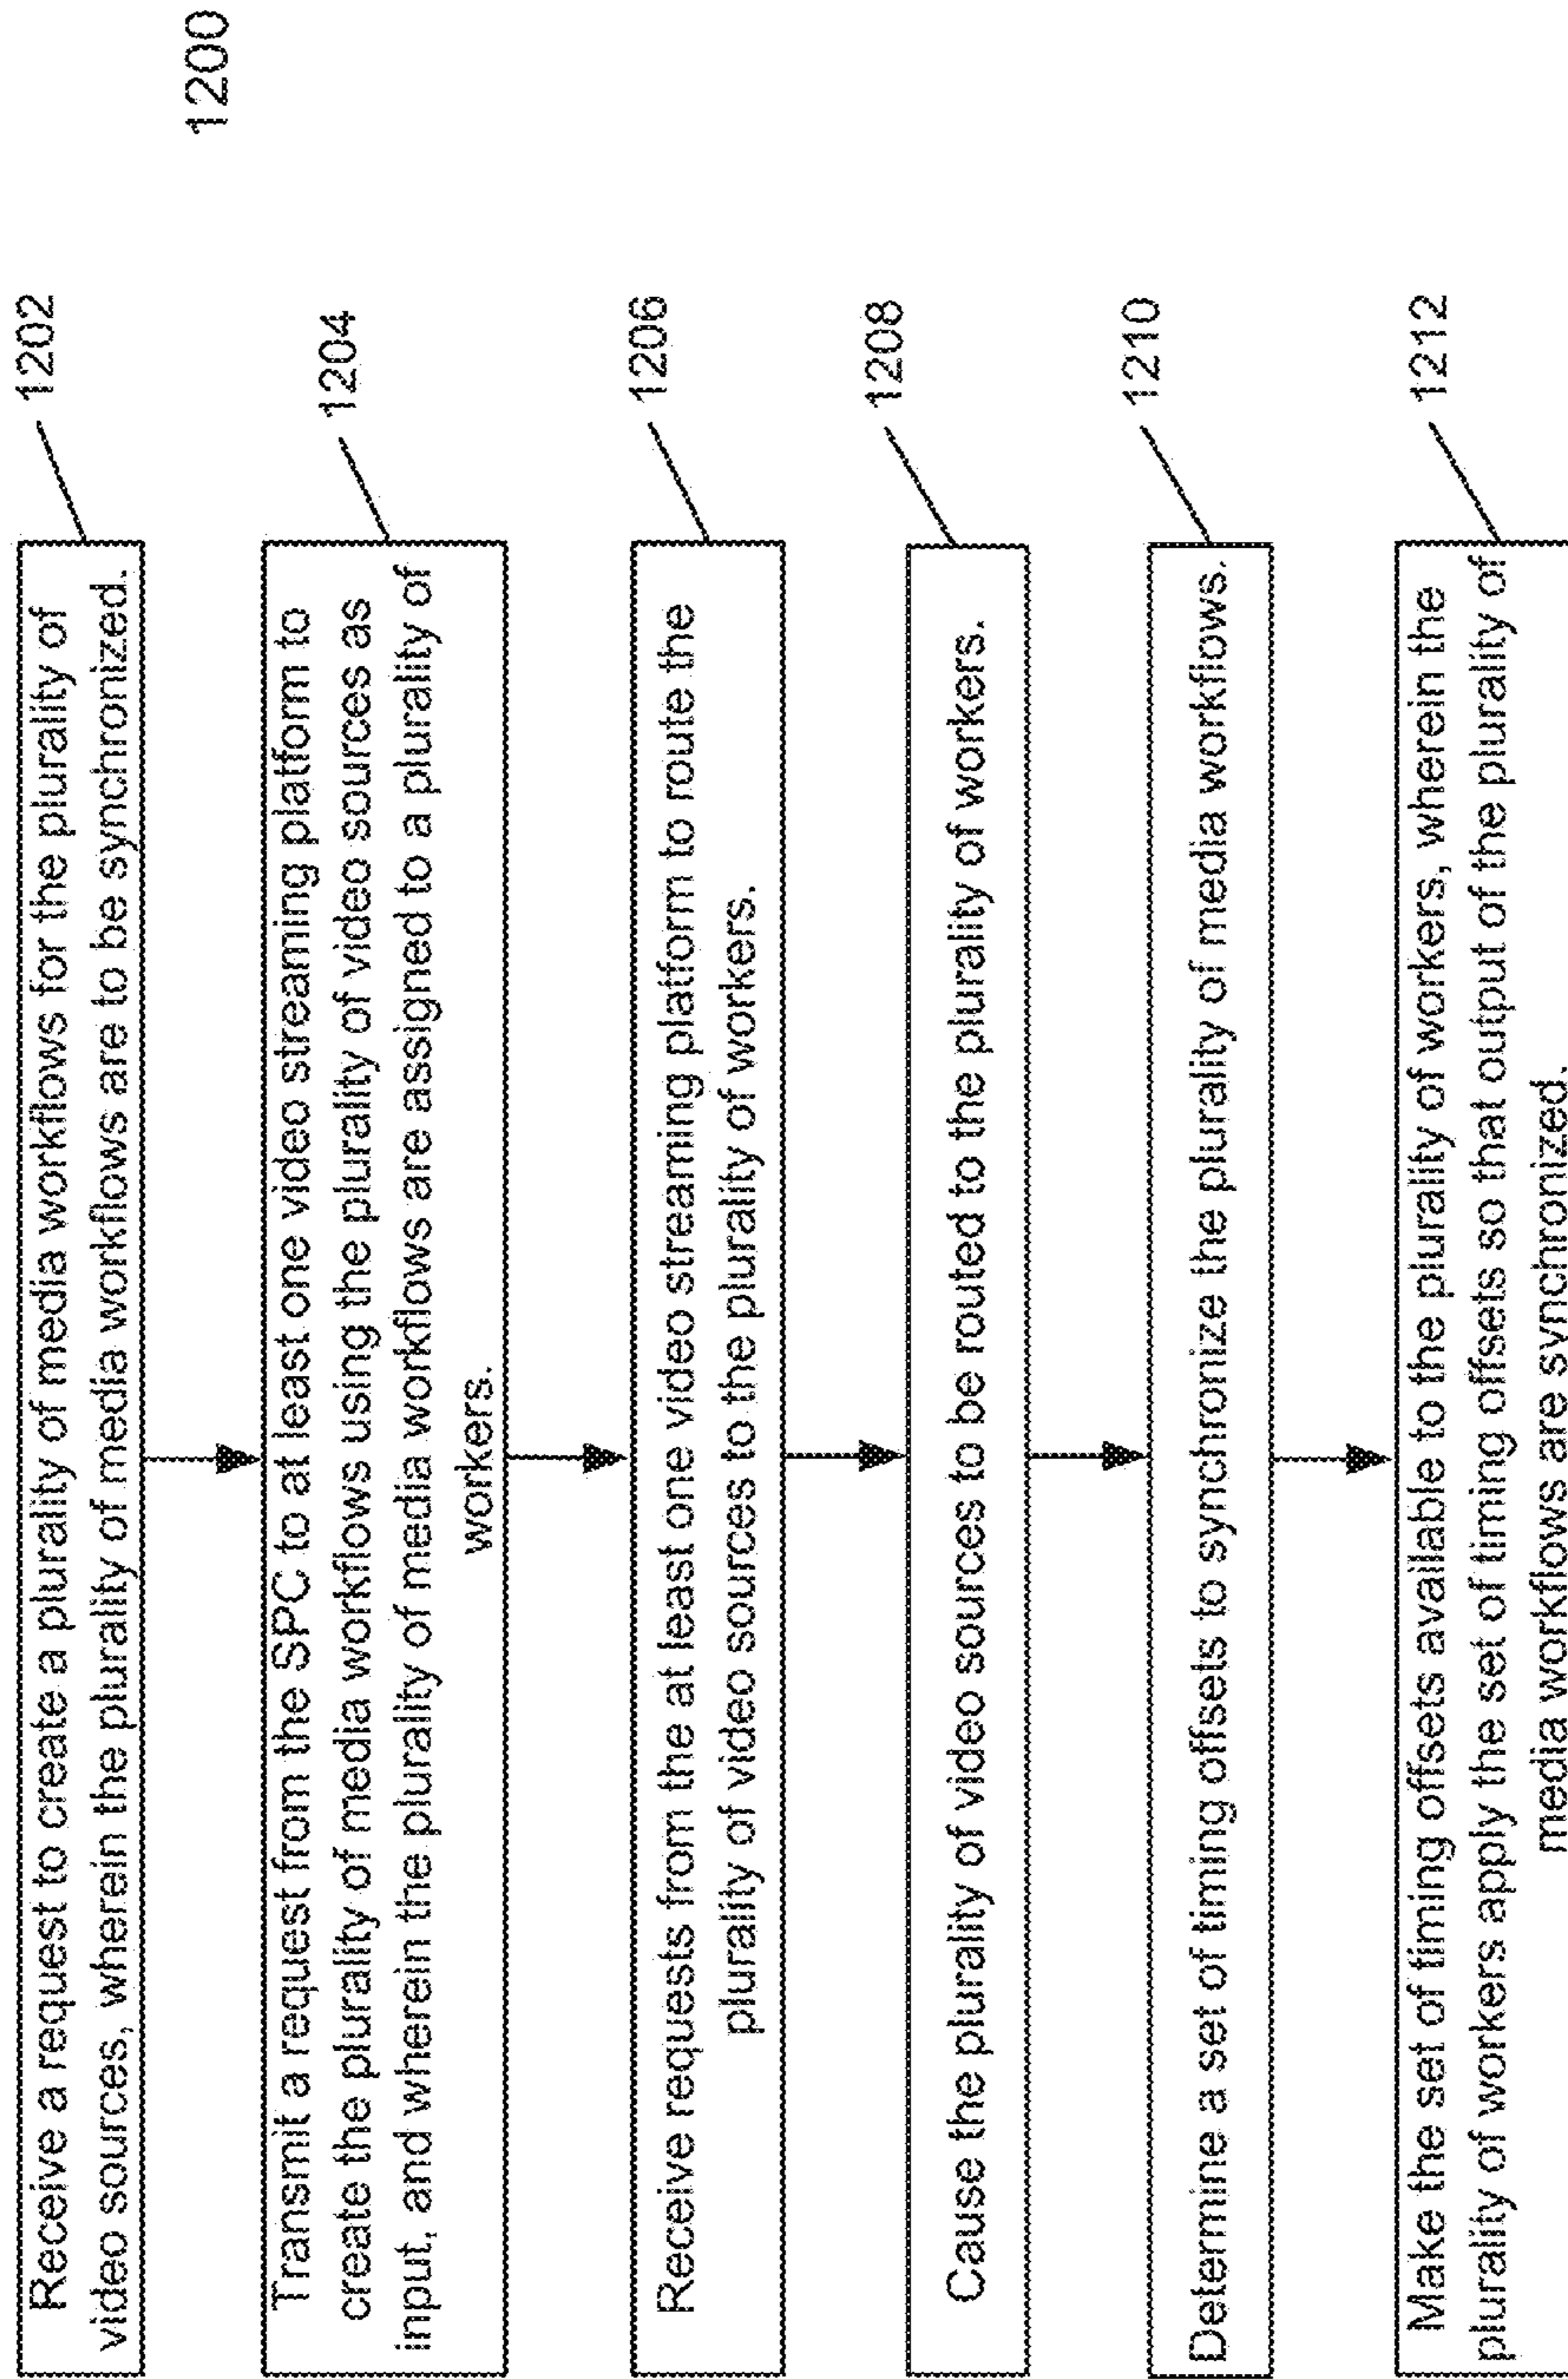 1200
1202
Receive a request to create a plurality of media workflows for the plurality of
video sources, wherein the plurality of media workflows are to be synchronized.
1204
Transmit a request from the SPC to at least one video streaming platform to
create the plurality of media workflows using the plurality of video sources as
input, and wherein the plurality of media workflows are assigned to a plurality of
workers.
1206
Receive requests from the at least one video streaming platform to route the
plurality of video sources to the plurality of workers.
1208
Cause the plurality of video sources to be routed to the plurality of workers.
1210
Determine a set of timing offsets to synchronize the plurality of media workflows.
1212
Make the set of timing offsets available to the plurality of workers, wherein the
plurality of workers apply the set of timing offsets so that output of the plurality of
media workflows are synchronized.